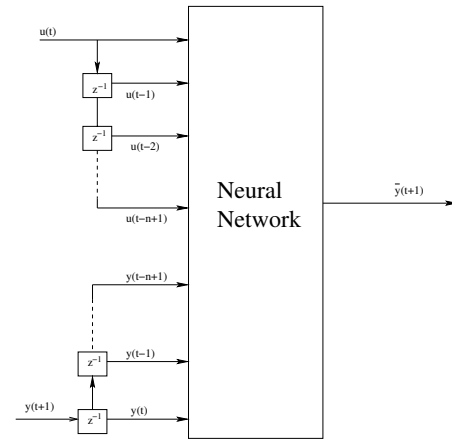 u(t)
z⁻¹
u(t−1)
z⁻¹
u(t−2)
u(t−n+1)
Neural
Network
ỹ(t+1)
y(t−n+1)
z⁻¹
y(t−1)
y(t+1)
z⁻¹
y(t)